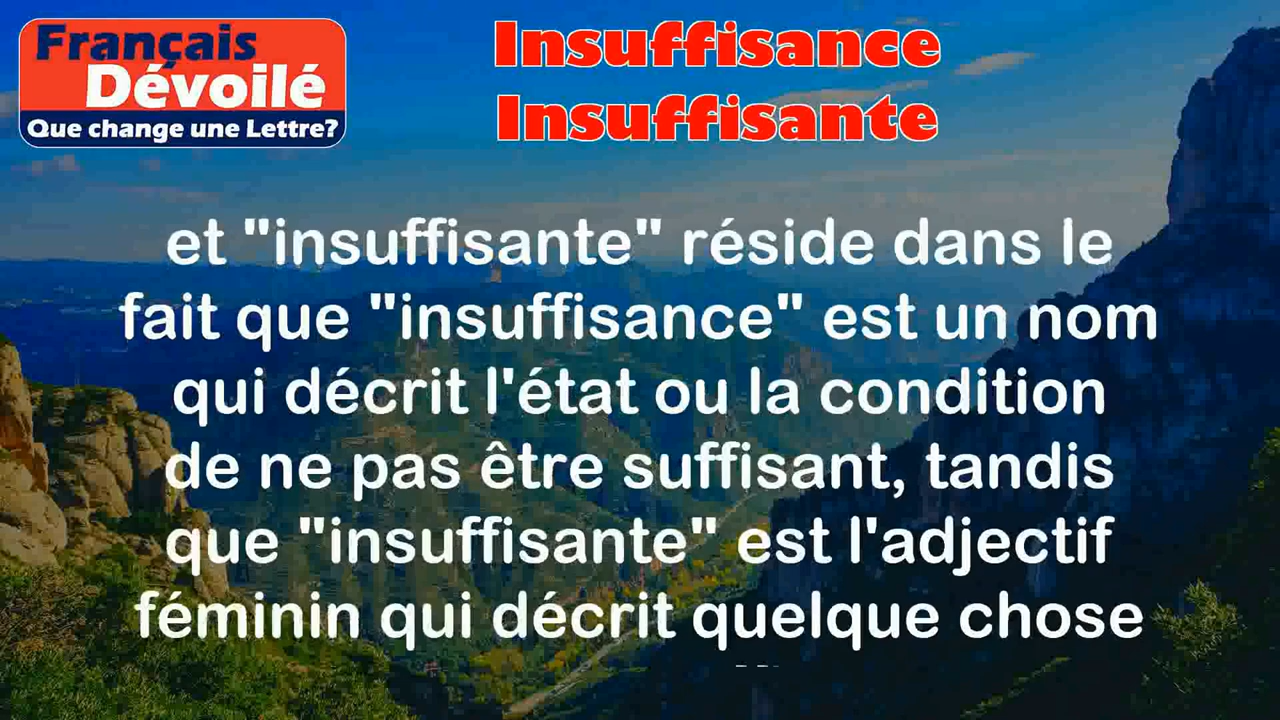 Français
Dévoilé
Que change une Lettre?
Insuffisance
Insuffisante
et "insuffisante" réside dans le
fait que "insuffisance" est un nom
qui décrit l'état ou la condition
de ne pas être suffisant, tandis
que "insuffisante" est l'adjectif
féminin qui décrit quelque chose